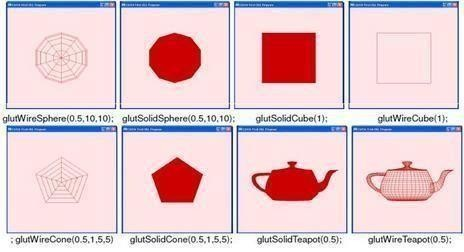 glutWireSphere(0.5,10,10);
glutSolidSphere(0.5,10,10);
glutSolidCube(1);
glutWireCube(1);
; glutWireCone(0.5,1,5,5)
glutSolidCone(0.5,1,5,5);
glutSolidTeapot(0.5);
glutWireTeapot(0.5);